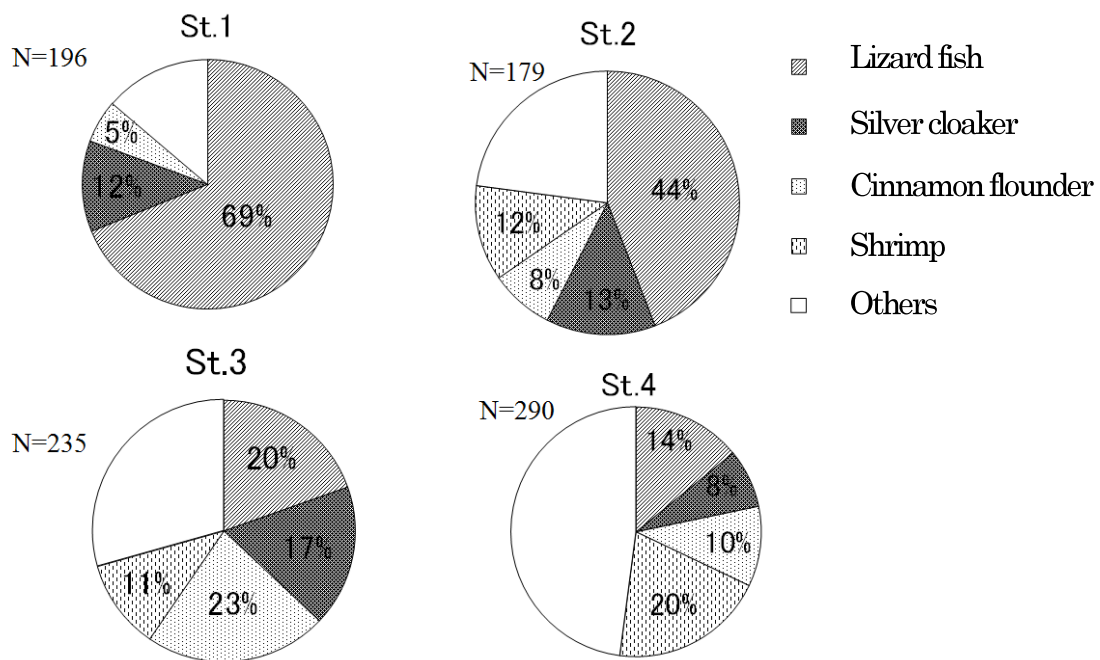 St.1
N=196
5%
12%
69%
St.2
N=179
44%
12%
8%
13%
Lizard fish
Silver cloaker
Cinnamon flounder
Shrimp
Others
St.3
N=235
20%
17%
11%
23%
St.4
N=290
14%
8%
10%
20%